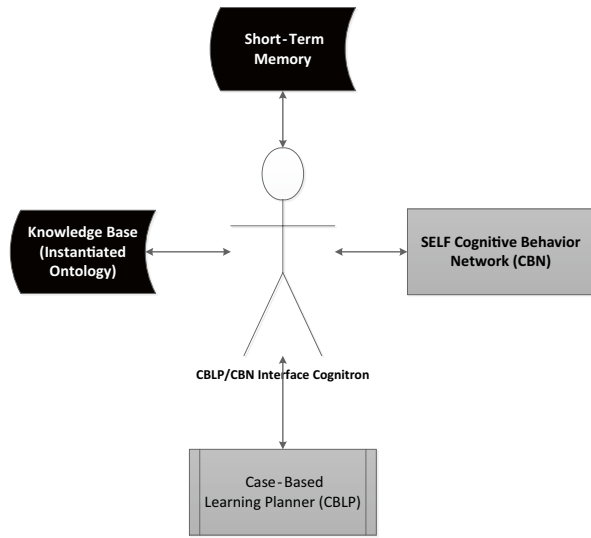 Short-Term
Memory
Knowledge Base
(Instantiated
Ontology)
SELF Cognitive Behavior
Network (CBN)
CBLP/CBN Interface Cognitron
Case-Based
Learning Planner (CBLP)